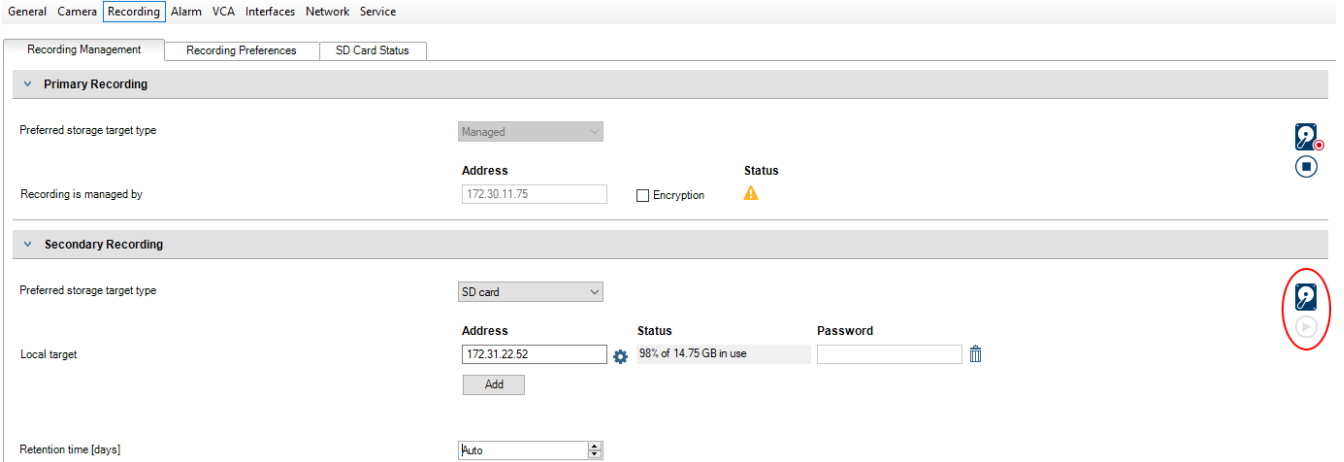 General Camera Recording Alarm VCA Interfaces Network Service
Recording Management Recording Preferences SD Card Status
Primary Recording
Preferred storage target type Managed
Address Status
Recording is managed by 172.30.11.75 Encryption
Secondary Recording
Preferred storage target type SD card
Address Status Password
Local target 172.31.22.52 98% of 14.75 GB in use
Add
Retention time [days] Auto